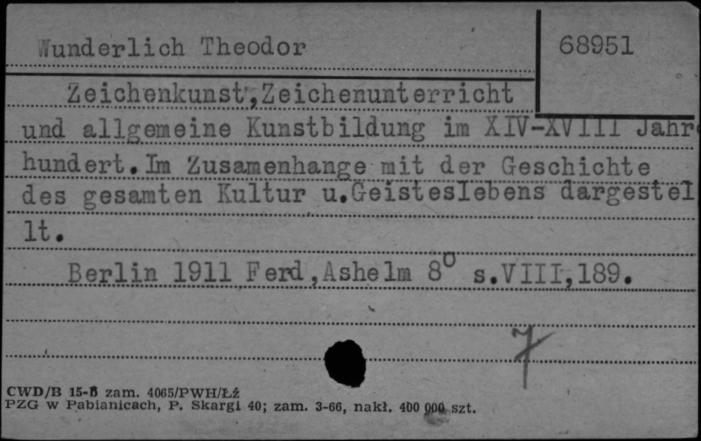 Wunderlich Theodor
68951
Zeichenkunst,Zeichenunterricht
und allgemeine Kunstbildung im XIV-XVIII Jahr
hundert.Im Zusamenhange mit der Geschichte
des gesamten Kultur u.Geisteslebens dargestel
lt.
Berlin 1911 Ferd,Ashelm 8⁰ s.VIII,189.
7
CWD/B 15-B zam. 4065/PWH/Łź
PZG w Pabianicach, P. Skargi 40; zam. 3-66, nakł. 400 000 szt.